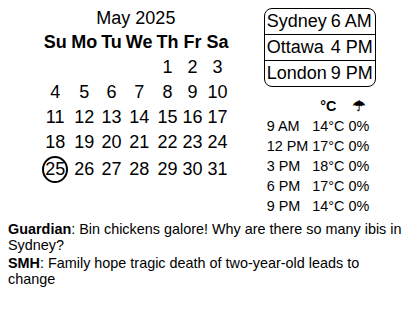 May 2025
Su Mo Tu We Th Fr Sa
1 2 3
4 5 6 7 8 9 10
11 12 13 14 15 16 17
18 19 20 21 22 23 24
25 26 27 28 29 30 31
Sydney 6 AM
Ottawa 4 PM
London 9 PM
°C ☂
9 AM 14°C 0%
12 PM 17°C 0%
3 PM 18°C 0%
6 PM 17°C 0%
9 PM 14°C 0%
Guardian: Bin chickens galore! Why are there so many ibis in
Sydney?
SMH: Family hope tragic death of two-year-old leads to
change